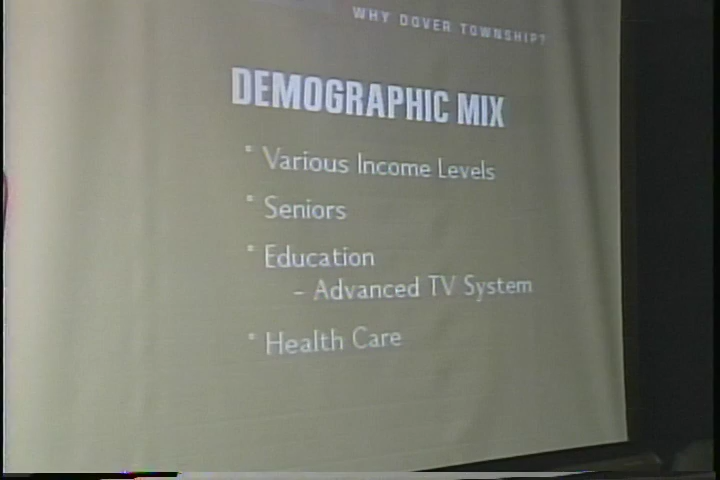 WHY DOVER TOWNSHIP?
DEMOGRAPHIC MIX
* Various Income Levels
* Seniors
* Education
– Advanced TV System
* Health Care